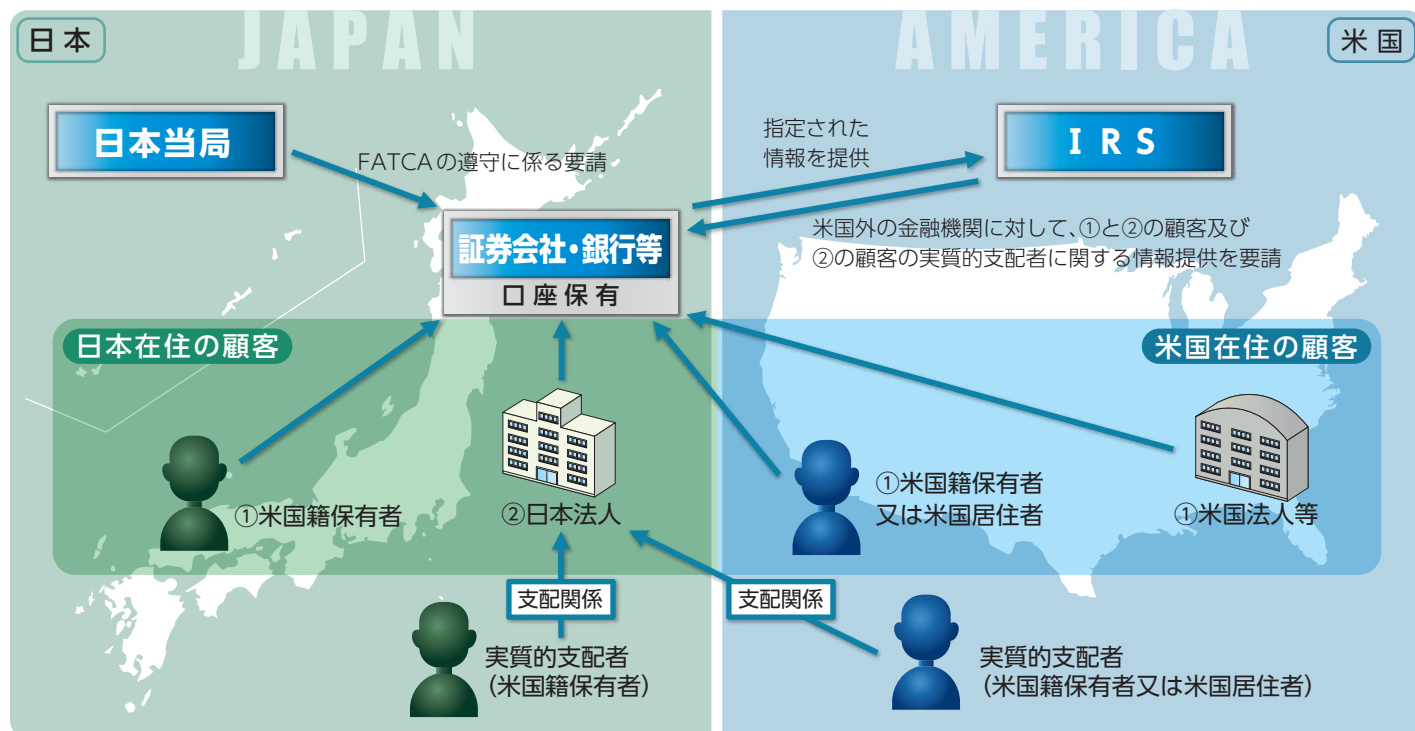 日本
JAPAN
AMERICA
米国
日本当局
FATCAの遵守に係る要請
指定された
情報を提供
IRS
証券会社・銀行等
口座保有
米国外の金融機関に対して、①と②の顧客及び
②の顧客の実質的支配者に関する情報提供を要請
日本在住の顧客
米国在住の顧客
①米国籍保有者
②日本法人
①米国籍保有者
又は米国居住者
①米国法人等
支配関係
支配関係
実質的支配者
（米国籍保有者）
実質的支配者
（米国籍保有者又は米国居住者）